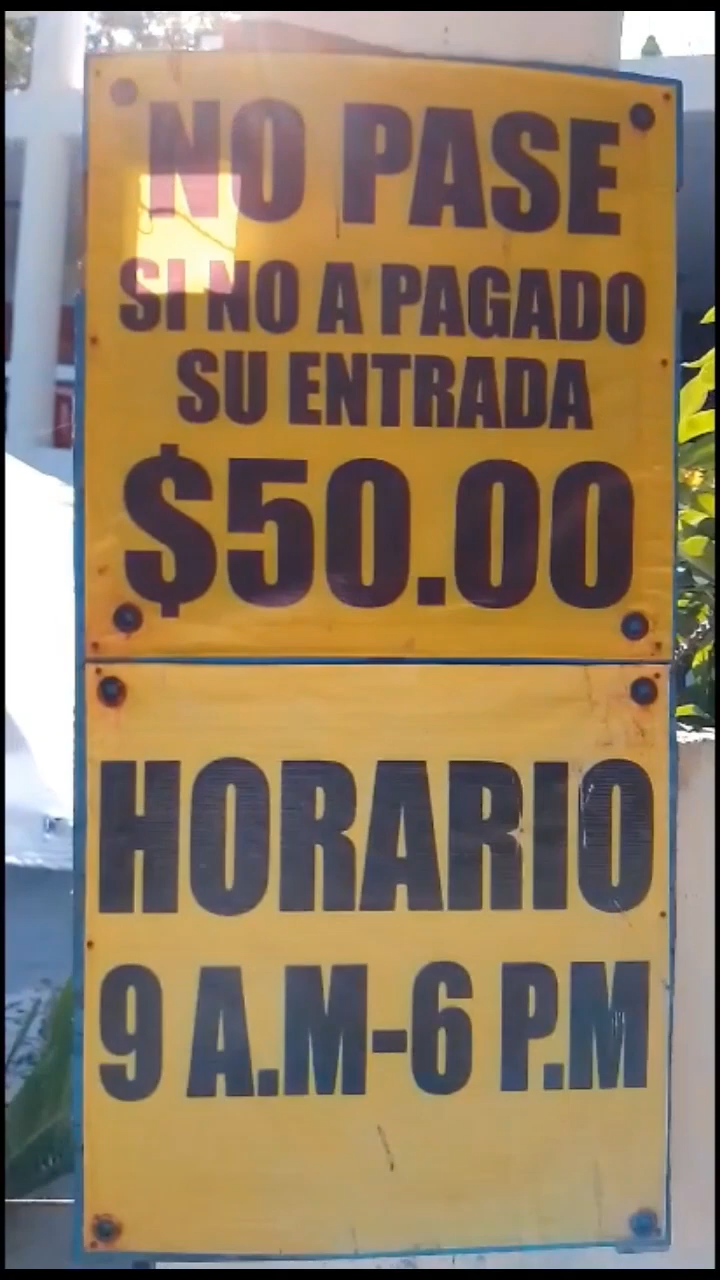 NO PASE
SI NO A PAGADO
SU ENTRADA
$50.00
HORARIO
9 A.M-6 P.M